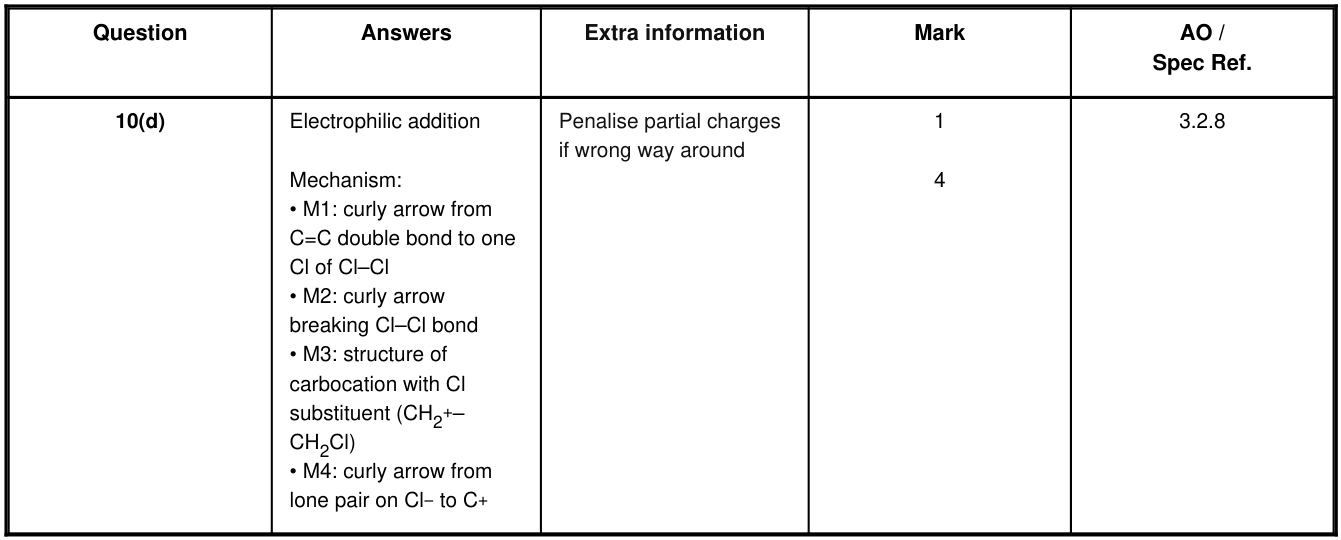 Question Answers Extra information Mark AO /
Spec Ref.
10(d) Electrophilic addition Penalise partial charges 1 3.2.8
if wrong way around
Mechanism: 4
• M1: curly arrow from
C=C double bond to one
Cl of Cl–Cl
• M2: curly arrow
breaking Cl–Cl bond
• M3: structure of
carbocation with Cl
substituent (CH₂⁺–
CH₂Cl)
• M4: curly arrow from
lone pair on Cl⁻ to C⁺